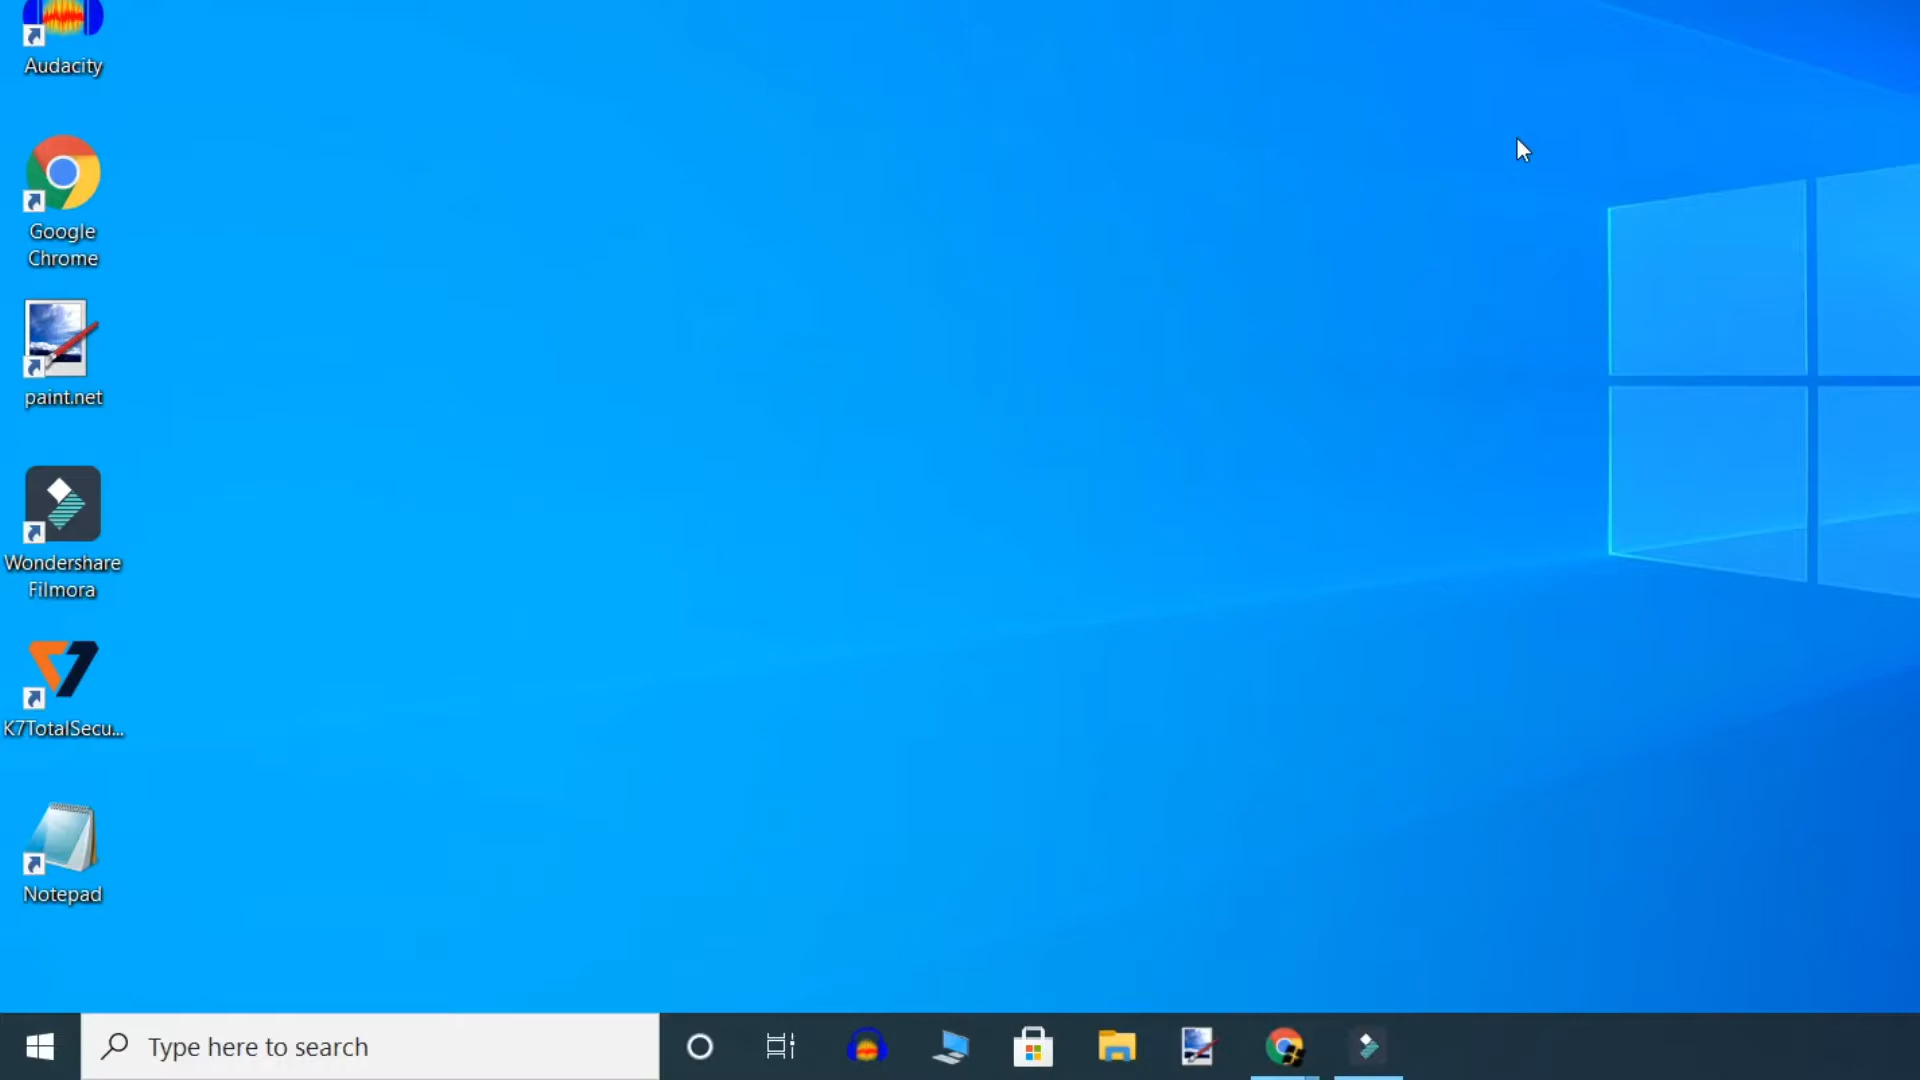 Audacity
Google
Chrome
paint.net
Wondershare
Filmora
K7TotalSecu...
Notepad
Type here to search